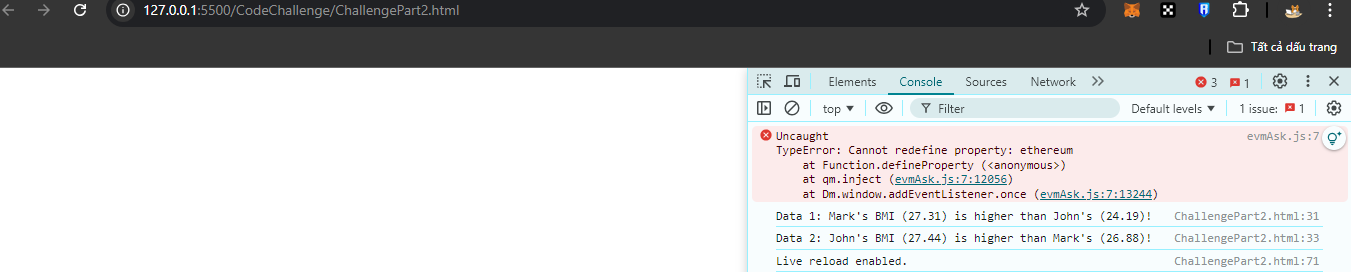 127.0.0.1:5500/CodeChallenge/ChallengePart2.html
Tất cả dấu trang
Elements Console Sources Network 3 1
top Filter Default levels 1 issue: 1
Uncaught evmAsk.js:7
TypeError: Cannot redefine property: ethereum
at Function.defineProperty (<anonymous>)
at qm.inject (evmAsk.js:7:12056)
at Dm.window.addEventListener.once (evmAsk.js:7:13244)
Data 1: Mark's BMI (27.31) is higher than John's (24.19)! ChallengePart2.html:31
Data 2: John's BMI (27.44) is higher than Mark's (26.88)! ChallengePart2.html:33
Live reload enabled. ChallengePart2.html:71